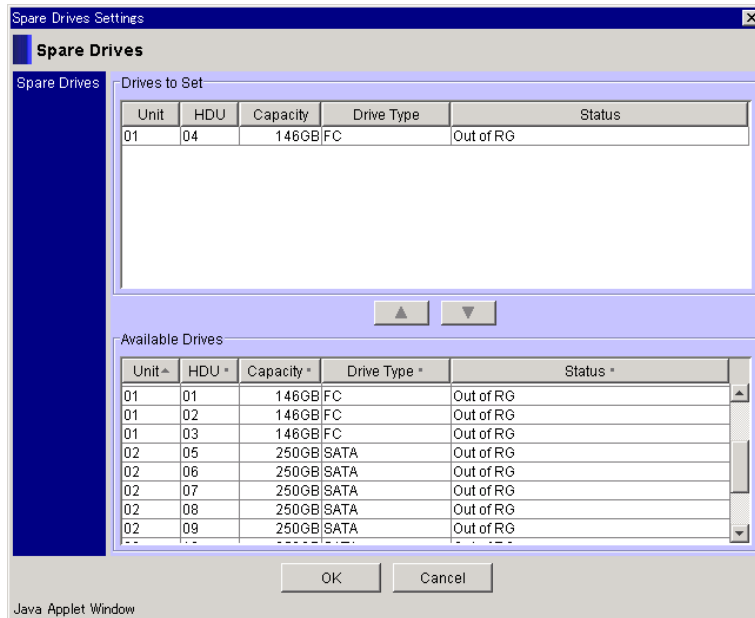 Spare Drives Settings
Spare Drives
Spare Drives
Drives to Set
Unit HDU Capacity Drive Type Status
01 04 146GB FC Out of RG
Available Drives
Unit HDU Capacity Drive Type Status
01 01 146GB FC Out of RG
01 02 146GB FC Out of RG
01 03 146GB FC Out of RG
02 05 250GB SATA Out of RG
02 06 250GB SATA Out of RG
02 07 250GB SATA Out of RG
02 08 250GB SATA Out of RG
02 09 250GB SATA Out of RG
OK Cancel
Java Applet Window